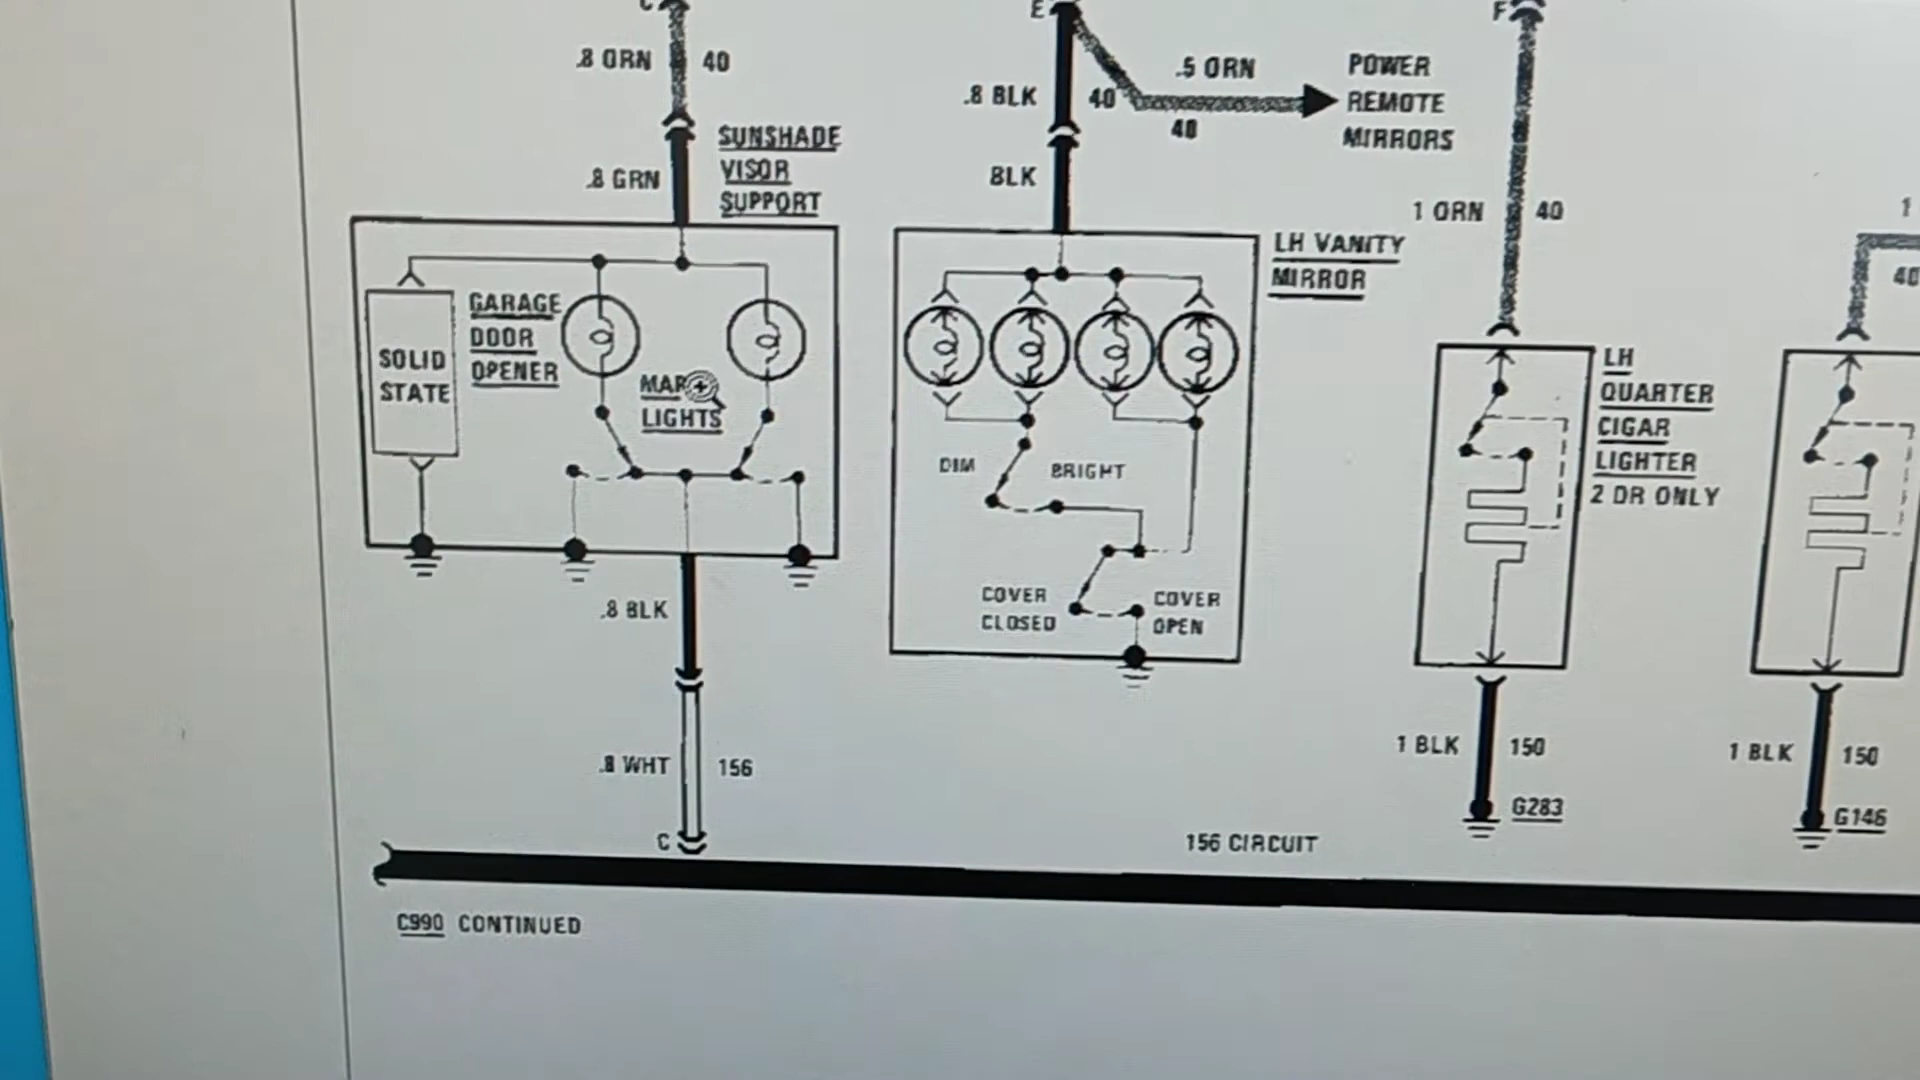 C
.8 ORN 40
.8 GRN
SUNSHADE
VISOR
SUPPORT
SOLID
STATE
GARAGE
DOOR
OPENER
LIGHTS
.8 BLK
.8 WHT 156
C
C990 CONTINUED
E
.8 BLK 40
.5 ORN
40
POWER
REMOTE
MIRRORS
BLK
LH VANITY
MIRROR
DIM
BRIGHT
COVER
CLOSED
COVER
OPEN
156 CIRCUIT
F
1 ORN 40
LH
QUARTER
CIGAR
LIGHTER
2 DR ONLY
1 BLK 150
G283
1
40
1 BLK 150
G146